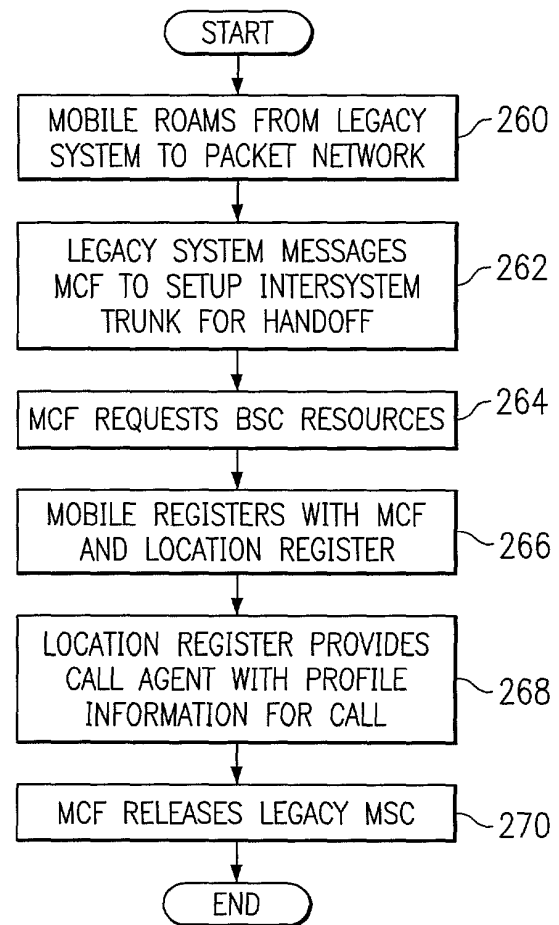 START
MOBILE ROAMS FROM LEGACY
SYSTEM TO PACKET NETWORK
260
LEGACY SYSTEM MESSAGES
MCF TO SETUP INTERSYSTEM
TRUNK FOR HANDOFF
262
MCF REQUESTS BSC RESOURCES
264
MOBILE REGISTERS WITH MCF
AND LOCATION REGISTER
266
LOCATION REGISTER PROVIDES
CALL AGENT WITH PROFILE
INFORMATION FOR CALL
268
MCF RELEASES LEGACY MSC
270
END